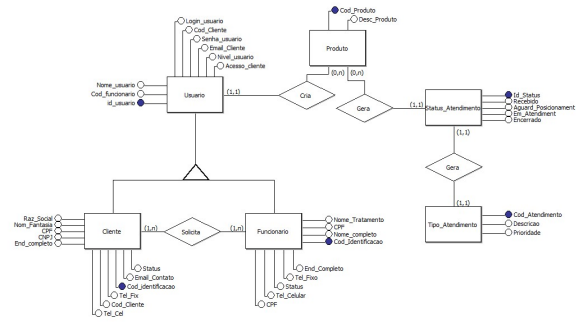 Cod_Produto
Desc_Produto
Produto
Login_usuario
Cod_Cliente
Senha_usuario
Email_Cliente
Nivel_usuario
Acesso_cliente
Nome_usuario
Cod_funcionario
id_usuario
Usuario
(1,1)
Cria
(0,n)
(0,n)
Gera
(1,1)
Status_Atendimento
Id_Status
Recebido
Aguard_Posicionament
Em_Atendiment
Encerrado
(1,1)
Gera
(1,1)
Tipo_Atendimento
Cod_Atendimento
Descricao
Prioridade
Raz_Social
Nom_Fantasia
CPF
CNPJ
End_completo
Cliente
(1,n)
Solicita
(1,n)
Funcionario
Nome_Tratamento
CPF
Nome_completo
Cod_Identificacao
Status
Email_Contato
Cod_identificacao
Tel_Fix
Cod_Cliente
Tel_Cel
End_Completo
Tel_Fixo
Status
Tel_Celular
CPF